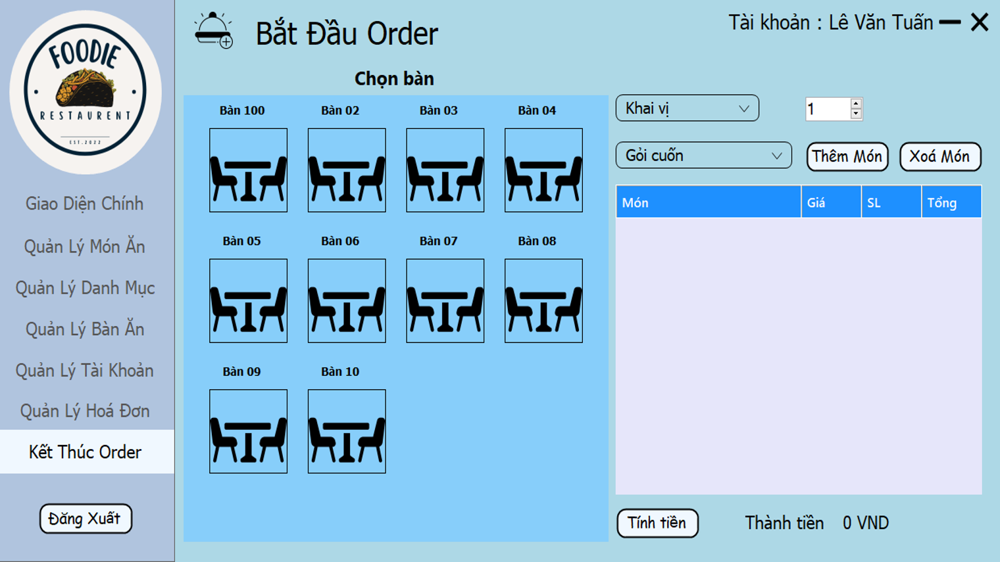 FOODIE
RESTAURENT
EST.2022
Giao Diện Chính
Quản Lý Món Ăn
Quản Lý Danh Mục
Quản Lý Bàn Ăn
Quản Lý Tài Khoản
Quản Lý Hoá Đơn
Kết Thúc Order
Đăng Xuất
Bắt Đầu Order
Tài khoản : Lê Văn Tuấn
Chọn bàn
Bàn 100 Bàn 02 Bàn 03 Bàn 04
Bàn 05 Bàn 06 Bàn 07 Bàn 08
Bàn 09 Bàn 10
Khai vị 1
Gỏi cuốn Thêm Món Xoá Món
Món Giá SL Tổng
Tính tiền Thành tiền 0 VND